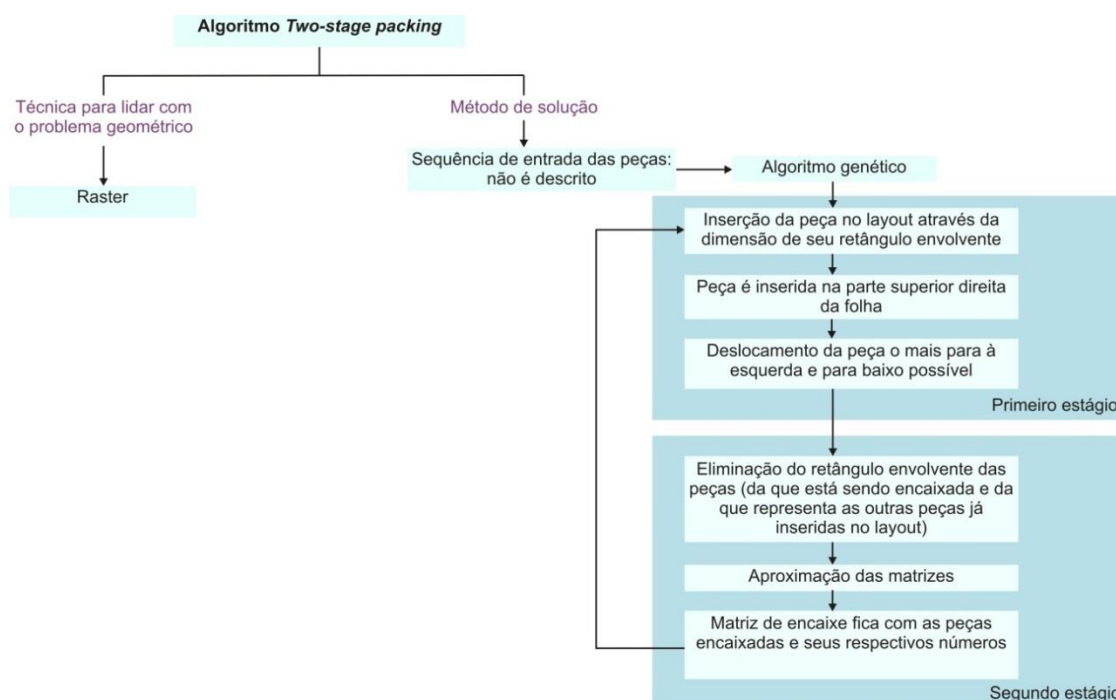 Algoritmo Two-stage packing
Técnica para lidar com
o problema geométrico
Raster
Método de solução
Sequência de entrada das peças:
não é descrito
Algoritmo genético
Inserção da peça no layout através da
dimensão de seu retângulo envolvente
Peça é inserida na parte superior direita
da folha
Deslocamento da peça o mais para à
esquerda e para baixo possível
Primeiro estágio
Eliminação do retângulo envolvente das
peças (da que está sendo encaixada e da
que representa as outras peças já
inseridas no layout)
Aproximação das matrizes
Matriz de encaixe fica com as peças
encaixadas e seus respectivos números
Segundo estágio